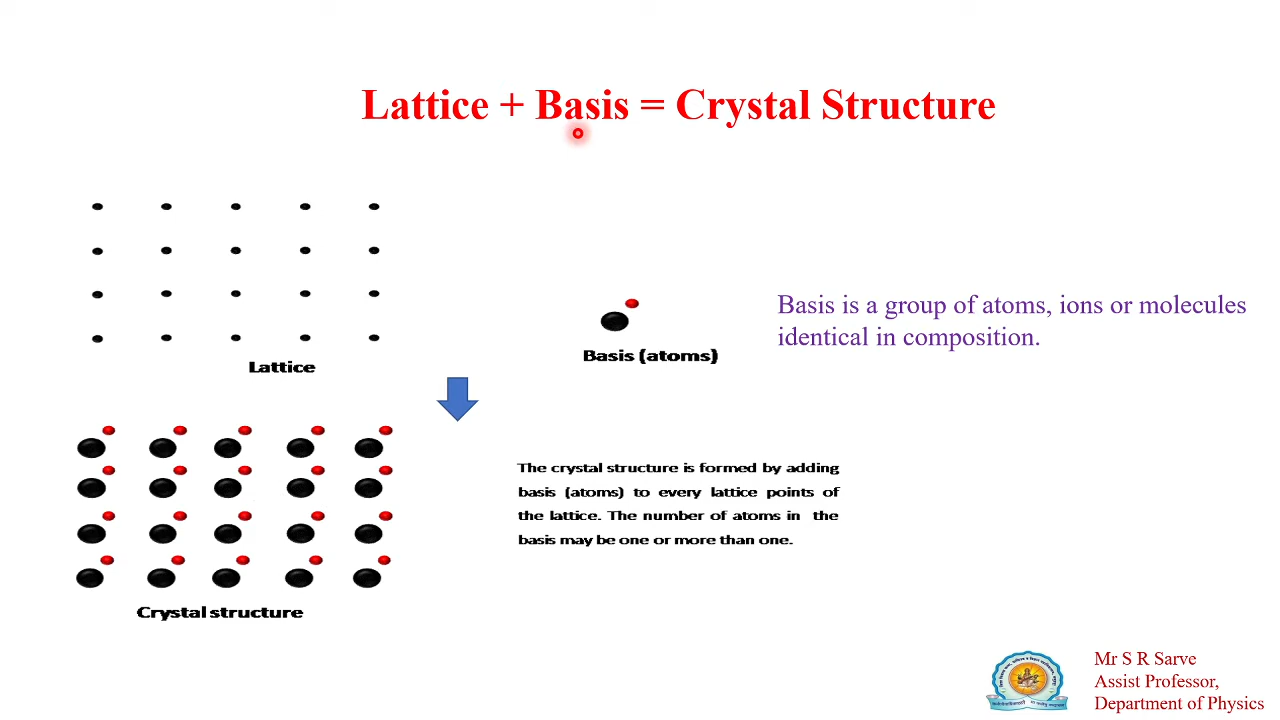 Lattice + Basis = Crystal Structure
Lattice
Basis (atoms)
Basis is a group of atoms, ions or molecules
identical in composition.
The crystal structure is formed by adding
basis (atoms) to every lattice points of
the lattice. The number of atoms in the
basis may be one or more than one.
Crystal structure
Mr S R Sarve
Assist Professor,
Department of Physics